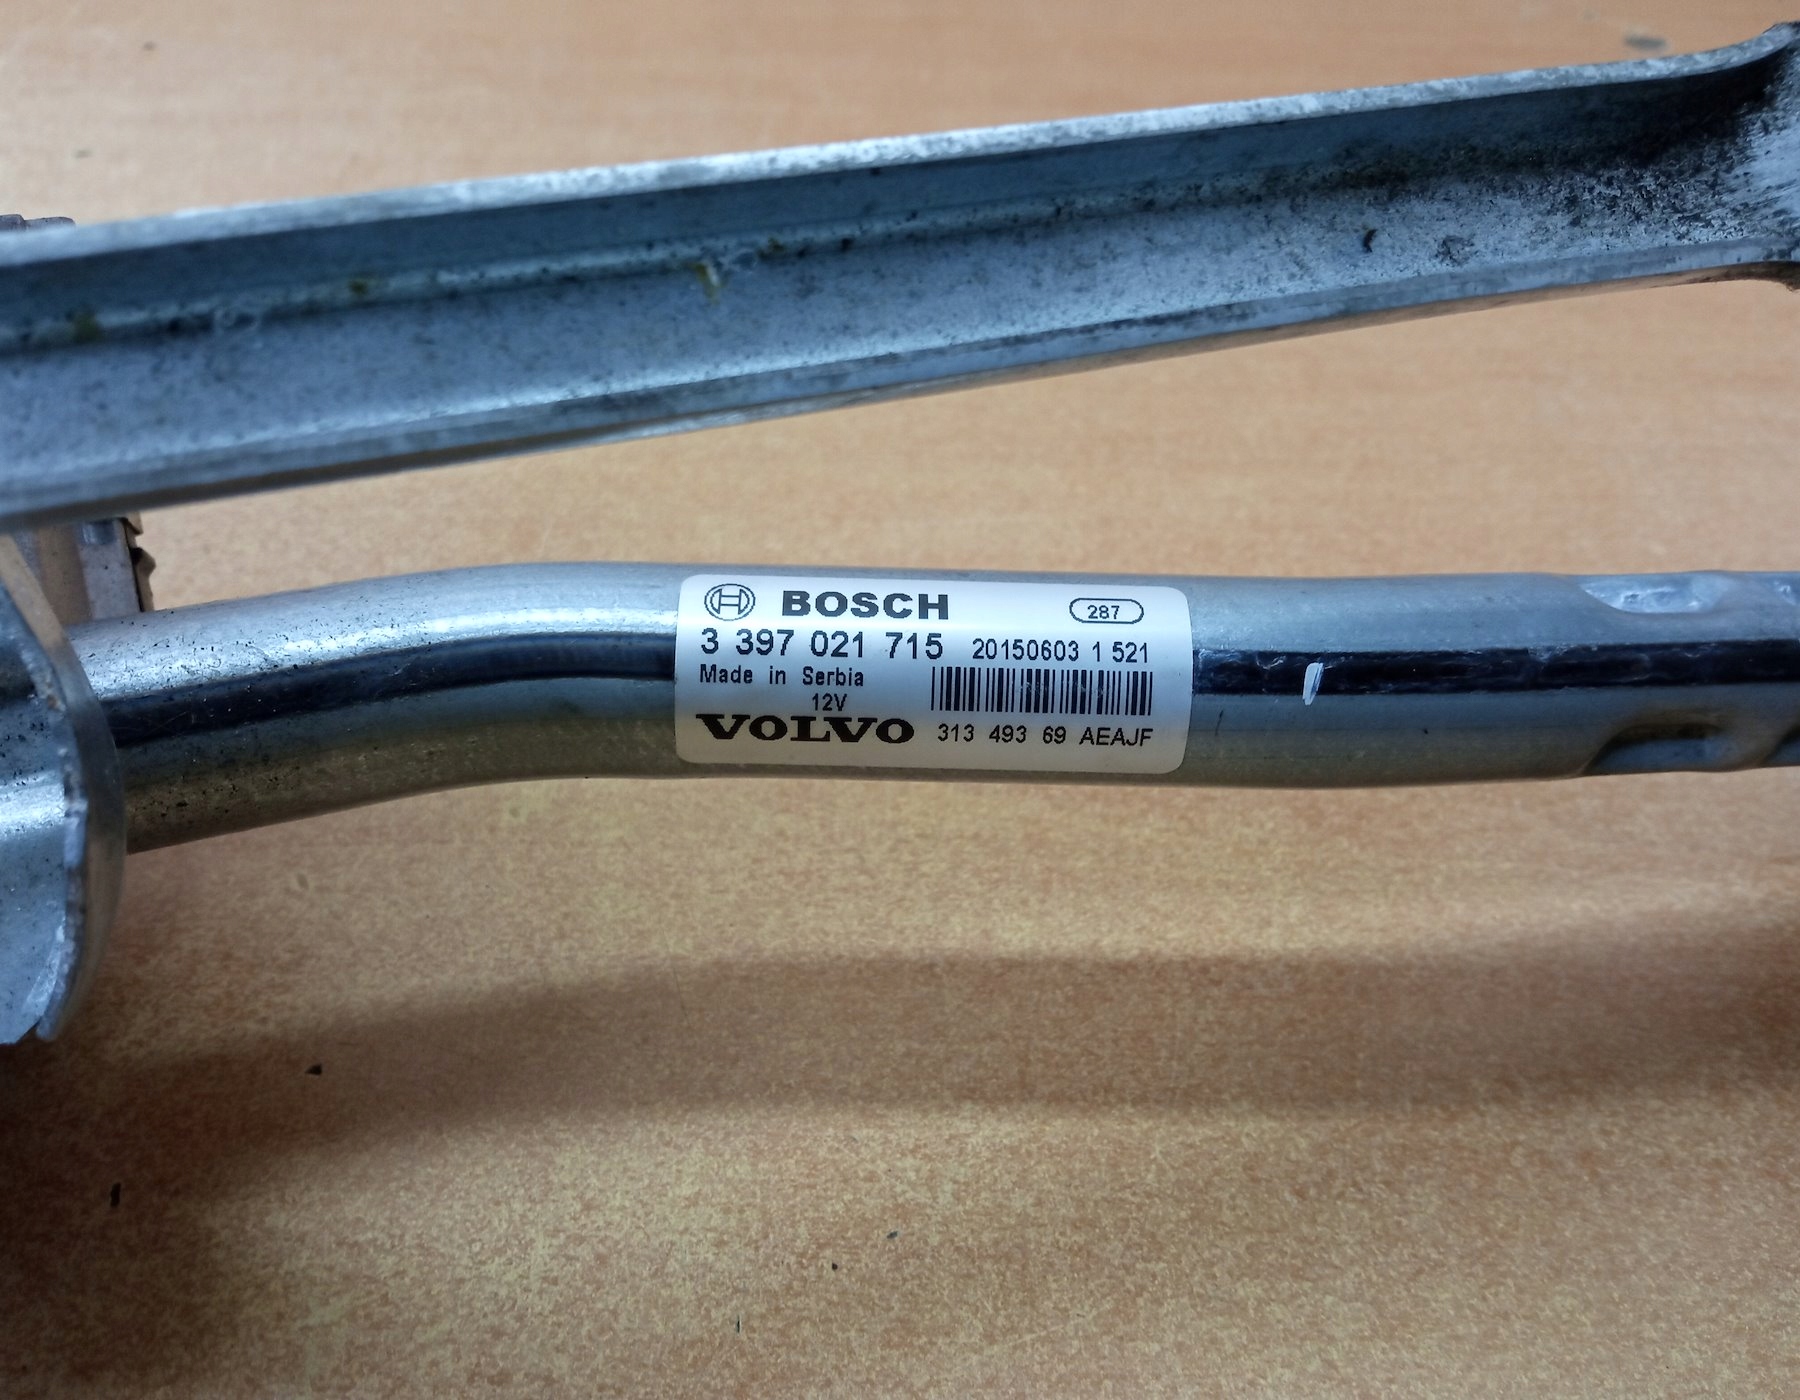 BOSCH 287
3 397 021 715 20150603 1 521
Made in Serbia
12V
VOLVO 313 493 69 AEAJF